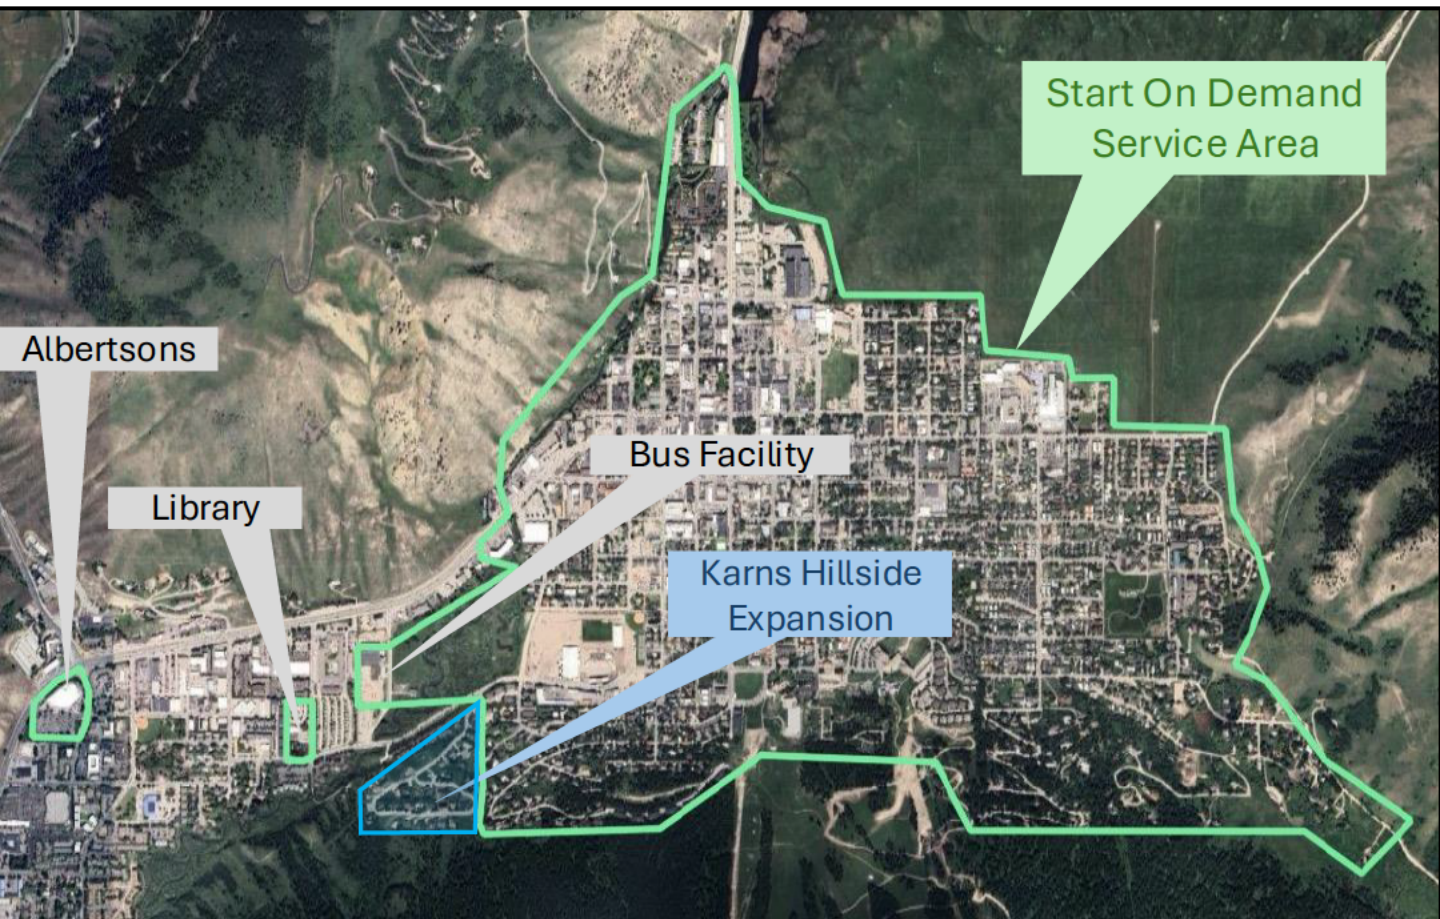 Start On Demand
Service Area
Albertsons
Bus Facility
Library
Karns Hillside
Expansion